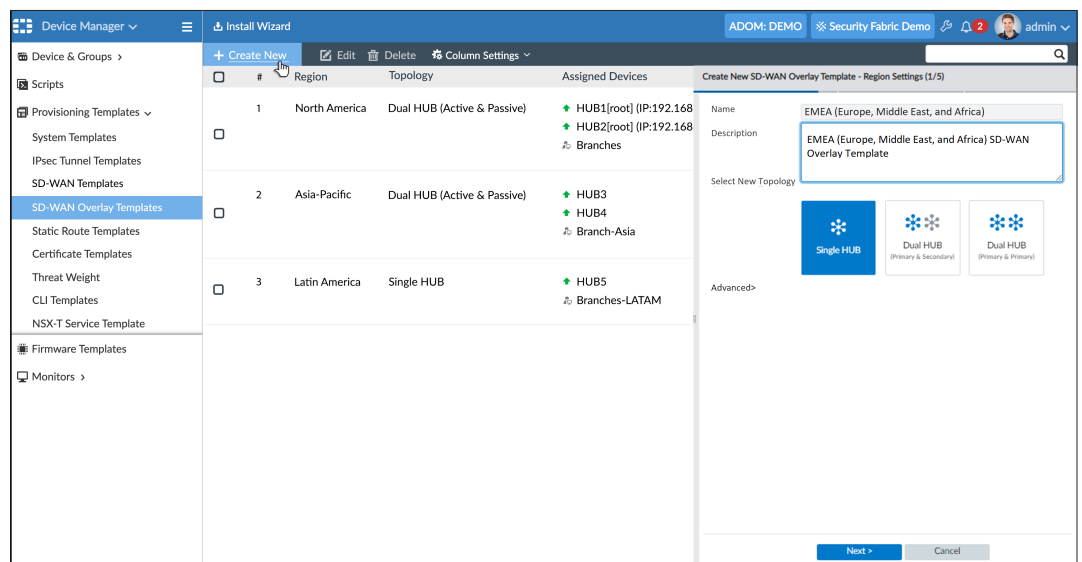 Device Manager
Install Wizard
ADOM: DEMO
Security Fabric Demo
2
admin
Device & Groups >
Scripts
Provisioning Templates
System Templates
IPsec Tunnel Templates
SD-WAN Templates
SD-WAN Overlay Templates
Static Route Templates
Certificate Templates
Threat Weight
CLI Templates
NSX-T Service Template
Firmware Templates
Monitors >
+ Create New
Edit
Delete
Column Settings
# Region Topology Assigned Devices
1 North America Dual HUB (Active & Passive) HUB1[root] (IP:192.168
HUB2[root] (IP:192.168
Branches
2 Asia-Pacific Dual HUB (Active & Passive) HUB3
HUB4
Branch-Asia
3 Latin America Single HUB HUB5
Branches-LATAM
Create New SD-WAN Overlay Template - Region Settings (1/5)
Name EMEA (Europe, Middle East, and Africa)
Description EMEA (Europe, Middle East, and Africa) SD-WAN
Overlay Template
Select New Topology
Single HUB
Dual HUB
(Primary & Secondary)
Dual HUB
(Primary & Primary)
Advanced>
Next >
Cancel